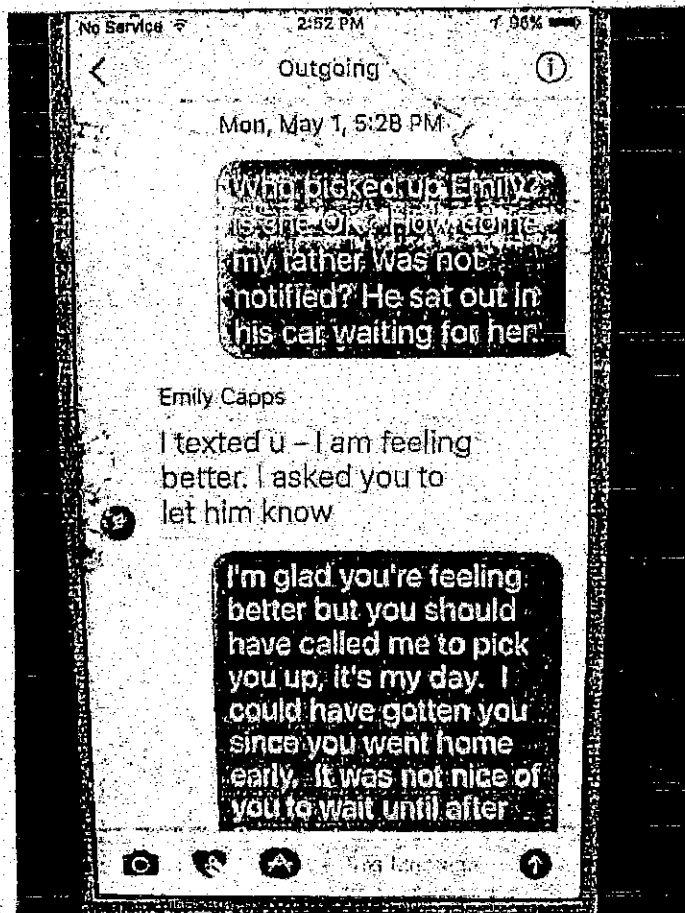 No Service 2:52 PM 96%
Outgoing
Mon, May 1, 5:28 PM
Who picked up Emily?
is she OK? How come
my father was not
notified? He sat out in
his car waiting for her.
Emily Capps
I texted u – I am feeling
better. I asked you to
let him know
I'm glad you're feeling
better but you should
have called me to pick
you up, it's my day. I
could have gotten you
since you went home
early. It was not nice of
you to wait until after